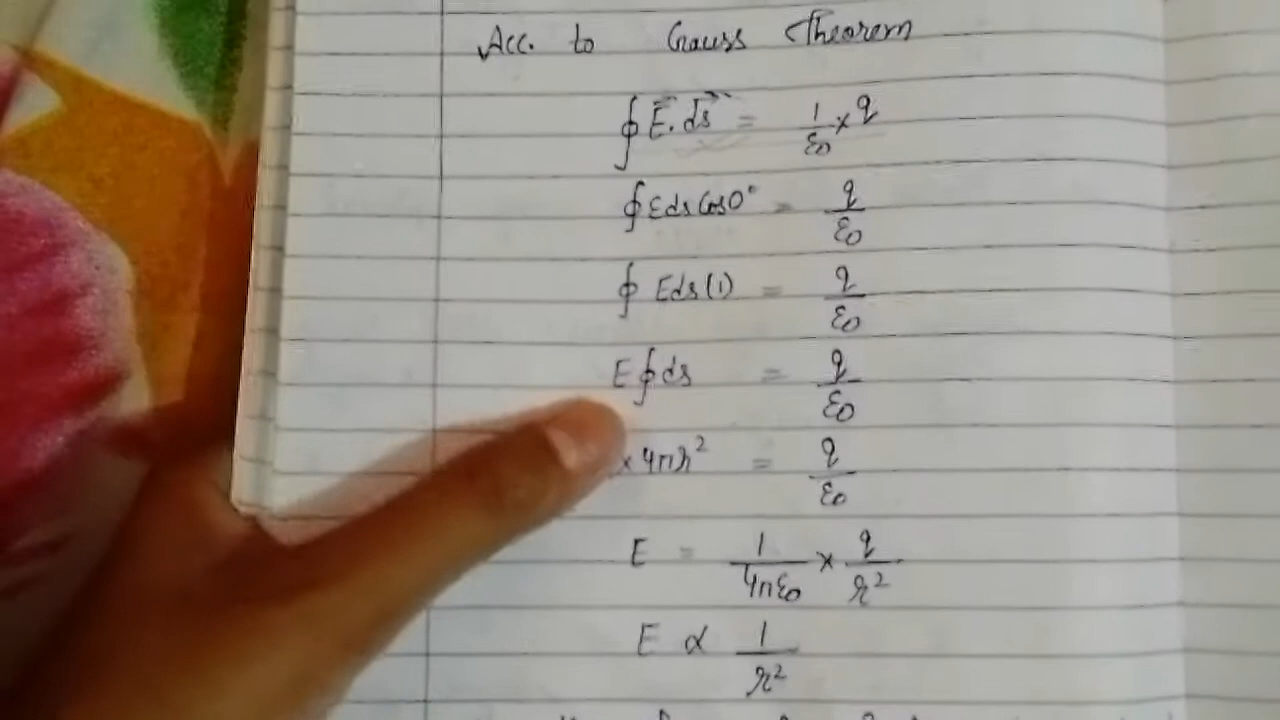 Acc. to Gauss Theorem
∮ E⃗. ds⃗ = 1/ε0 × q
∮ Eds Cos0° = q/ε0
∮ Eds (1) = q/ε0
E ∮ ds = q/ε0
× 4πr² = q/ε0
E = 1/4πε0 × q/r²
E ∝ 1/r²